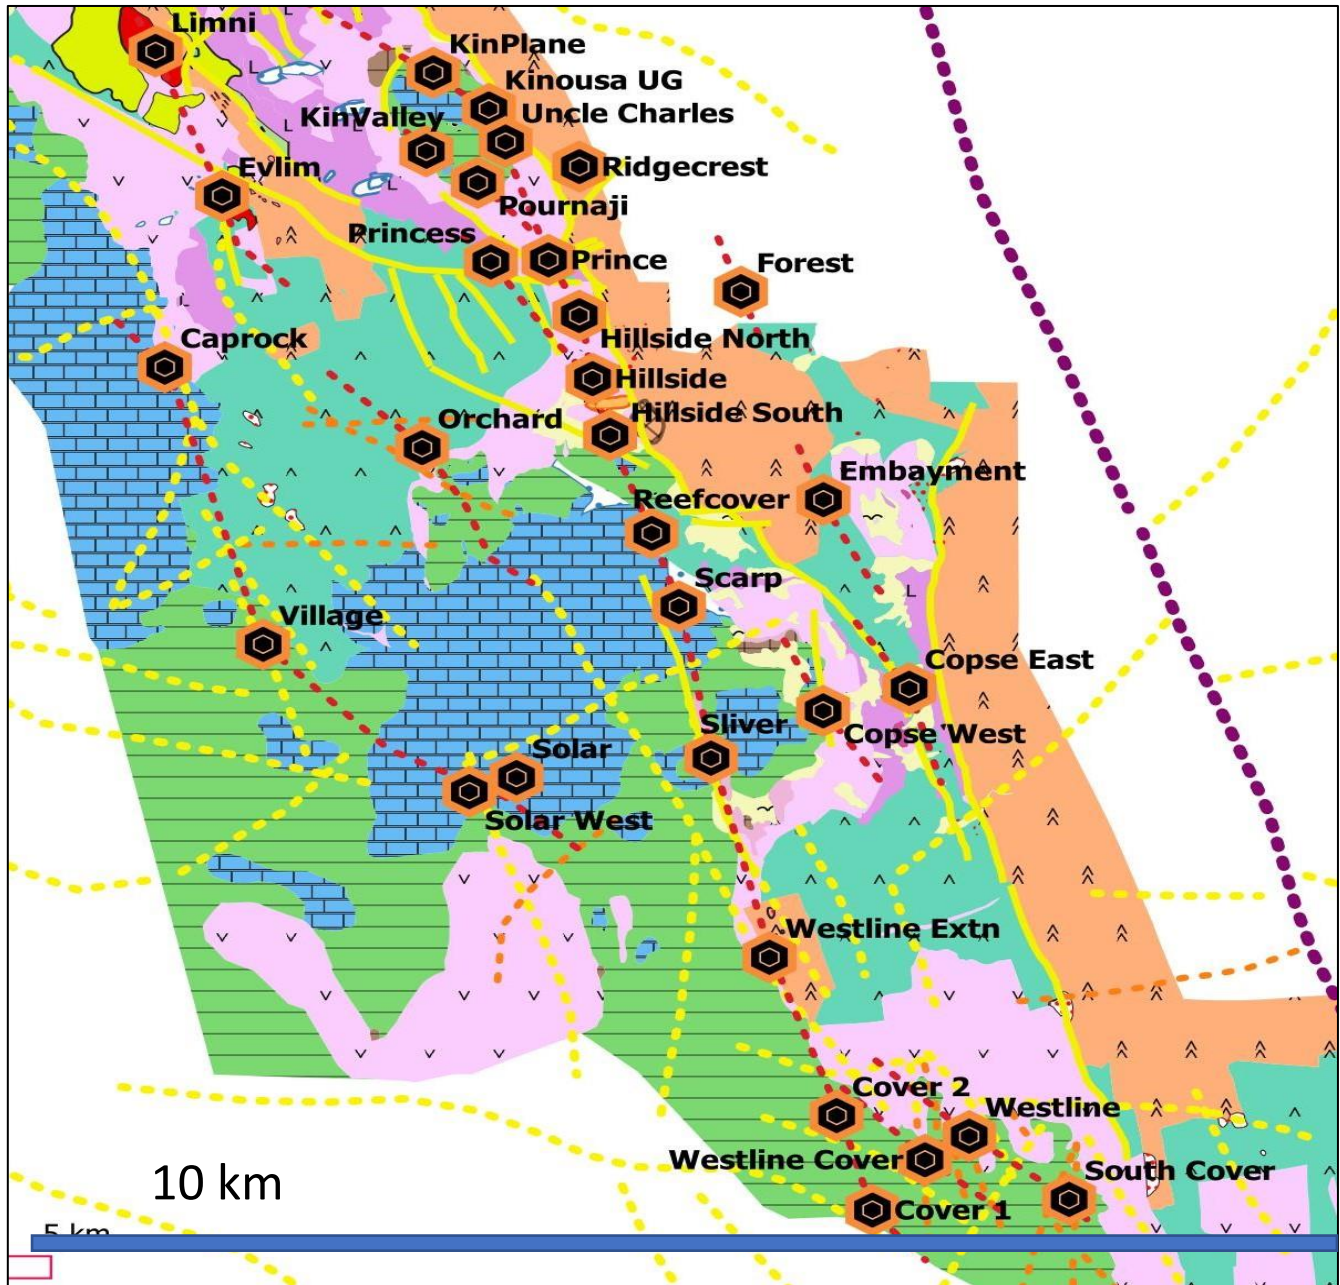 Limni
KinPlane
Kinousa UG
KinValley
Uncle Charles
Evlim
Ridgecrest
Pournaji
Princess
Prince
Forest
Caprock
Hillside North
Hillside
Orchard
Hillside South
Embayment
Reefcover
Scarp
Village
Copse East
Sliver
Copse West
Solar
Solar West
Westline Extn
Cover 2
Westline
Westline Cover
South Cover
10 km
Cover 1
5 km